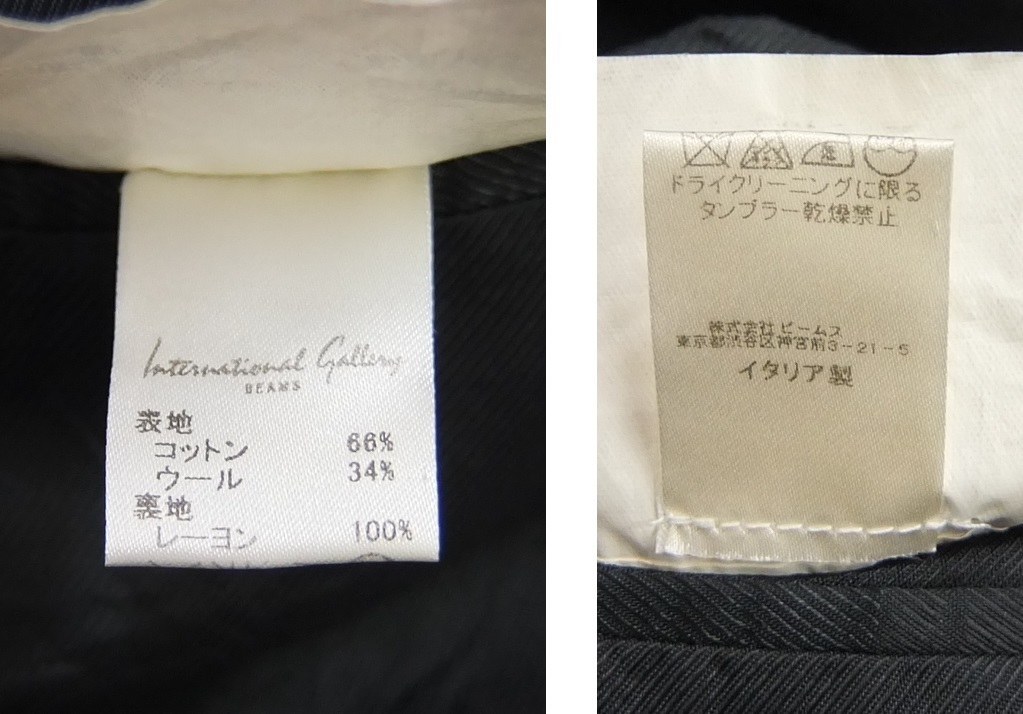 International Gallery
BEAMS
表地
コットン 66%
ウール 34%
裏地
レーヨン 100%
ドライクリーニングに限る
タンブラー乾燥禁止
株式会社 ビームス
東京都渋谷区神宮前3-21-5
イタリア製